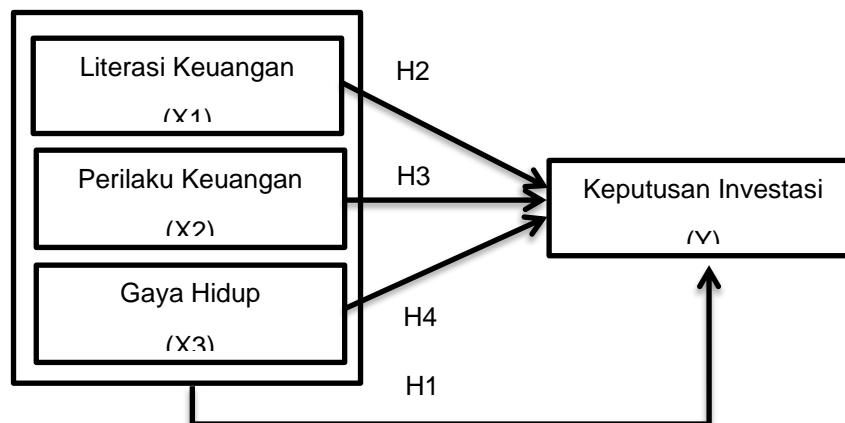 Literasi Keuangan
(X1)
H2
Perilaku Keuangan
(X2)
H3
Keputusan Investasi
(Y)
Gaya Hidup
(X3)
H4
H1